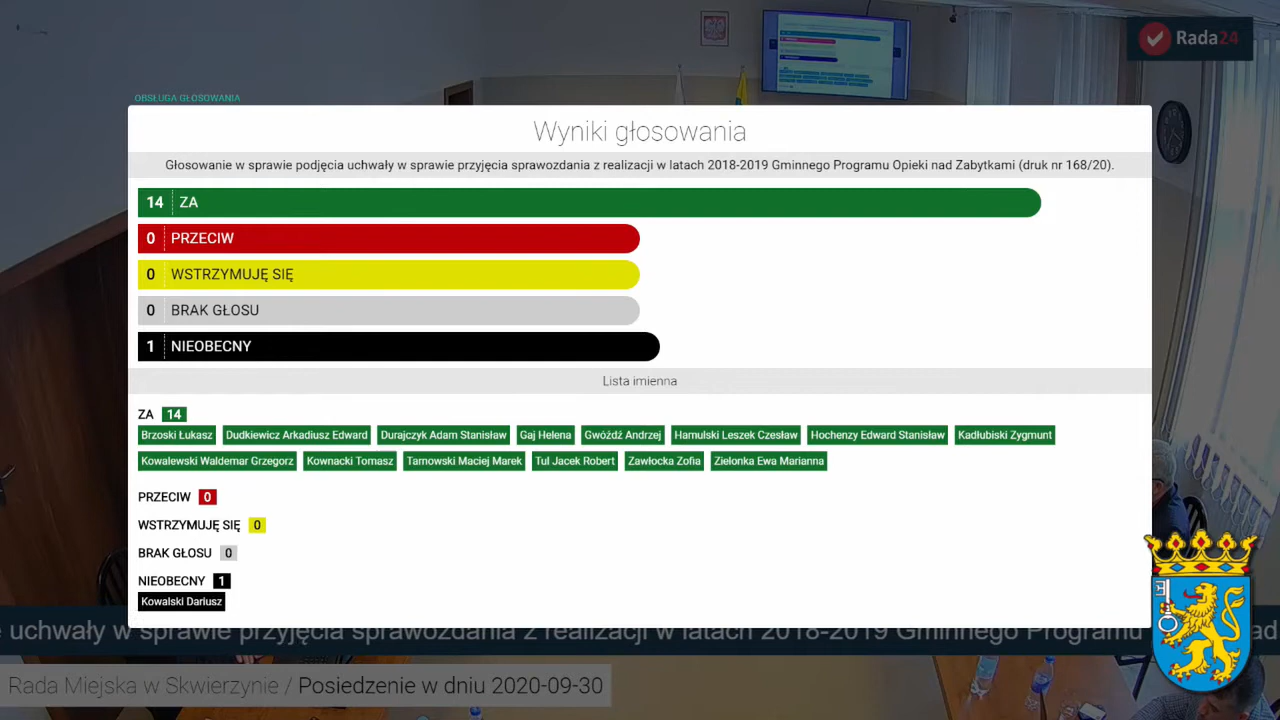 Rada24
OBSŁUGA GŁOSOWANIA
Wyniki głosowania
Głosowanie w sprawie podjęcia uchwały w sprawie przyjęcia sprawozdania z realizacji w latach 2018-2019 Gminnego Programu Opieki nad Zabytkami (druk nr 168/20).
14 ZA
0 PRZECIW
0 WSTRZYMUJĘ SIĘ
0 BRAK GŁOSU
1 NIEOBECNY
Lista imienna
ZA 14
Brzoski Łukasz Dudkiewicz Arkadiusz Edward Durajczyk Adam Stanisław Gaj Helena Gwóźdź Andrzej Hamulski Leszek Czesław Hochenzy Edward Stanisław Kadłubiski Zygmunt
Kowalewski Waldemar Grzegorz Kownacki Tomasz Tarnowski Maciej Marek Tul Jacek Robert Zawłocka Zofia Zielonka Ewa Marianna
PRZECIW 0
WSTRZYMUJĘ SIĘ 0
BRAK GŁOSU 0
NIEOBECNY 1
Kowalski Dariusz
uchwały w sprawie przyjęcia sprawozdania z realizacji w latach 2018-2019 Gminnego Programu
Rada Miejska w Skwierzynie / Posiedzenie w dniu 2020-09-30